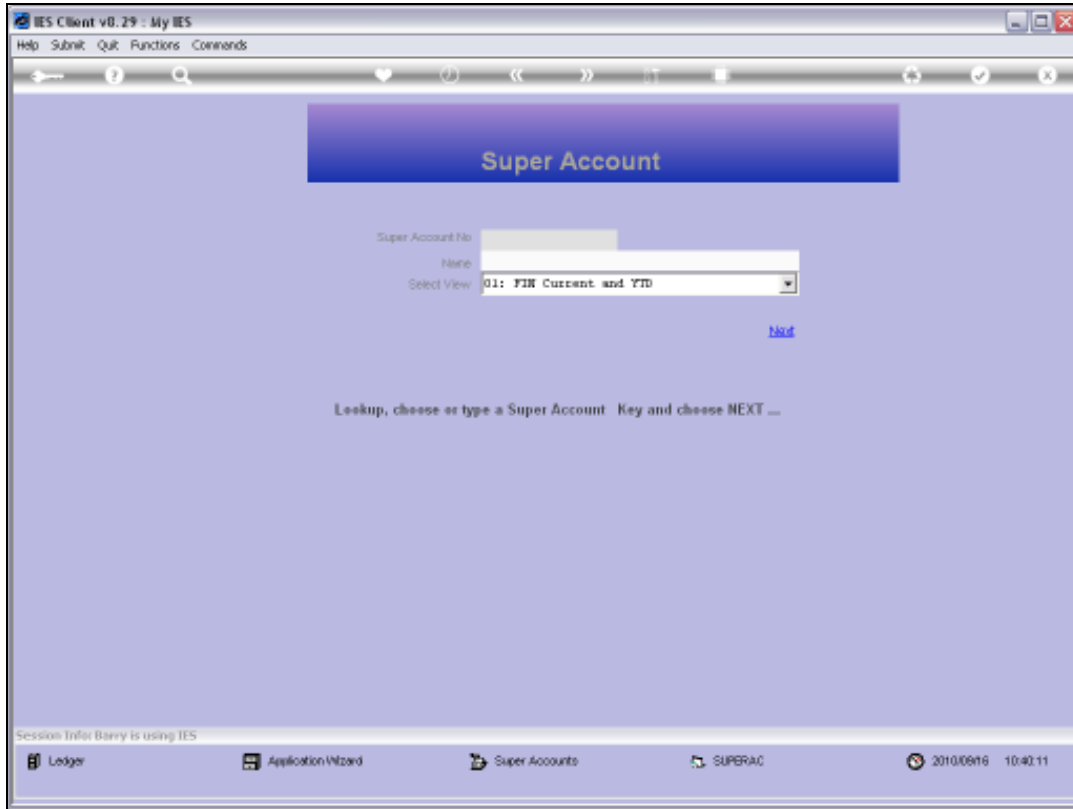 IES Client v8.29 : My IES
Help Submit Quit Functions Commands
Super Account
Super Account No
Name
Select View 01: FIN Current and YTD
Next
Lookup, choose or type a Super Account Key and choose NEXT ...
Session Info: Barry is using IES
Ledger Application Wizard Super Accounts SUPERAC 2010/09/16 10:40:11